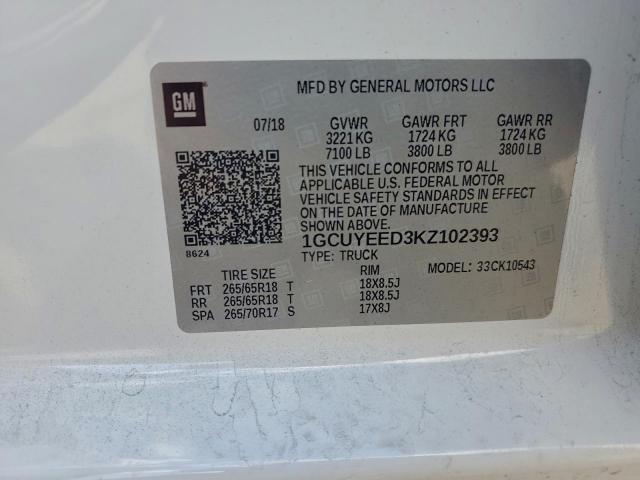 GM
MFD BY GENERAL MOTORS LLC
07/18 GVWR GAWR FRT GAWR RR
3221 KG 1724 KG 1724 KG
7100 LB 3800 LB 3800 LB
THIS VEHICLE CONFORMS TO ALL
APPLICABLE U.S. FEDERAL MOTOR
VEHICLE SAFETY STANDARDS IN EFFECT
ON THE DATE OF MANUFACTURE
1GCUYEED3KZ102393
8624
TYPE: TRUCK MODEL: 33CK10543
TIRE SIZE RIM
FRT 265/65R18 T 18X8.5J
RR 265/65R18 T 18X8.5J
SPA 265/70R17 S 17X8J